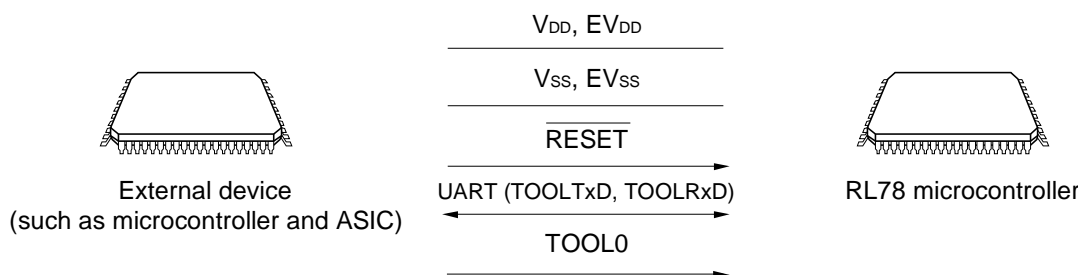 VDD, EVDD
VSS, EVSS
RESET
External device
(such as microcontroller and ASIC)
UART (TOOLTxD, TOOLRxD)
RL78 microcontroller
TOOL0